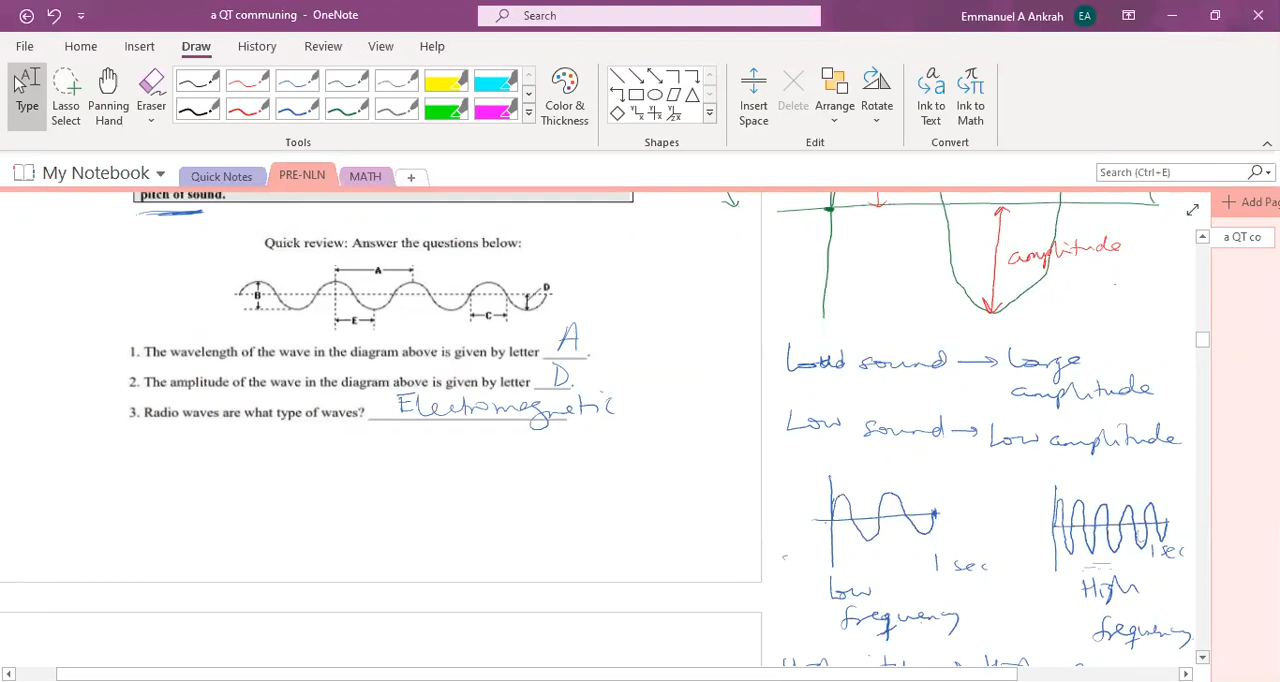 a QT communing - OneNote
Search
Emmanuel A Ankrah
EA
File Home Insert Draw History Review View Help
Type
Lasso Select
Panning Hand
Eraser
Color & Thickness
Insert Space
Delete
Arrange
Rotate
Ink to Text
Ink to Math
Tools
Shapes
Edit
Convert
My Notebook
Quick Notes
PRE-NLN
MATH
Search (Ctrl+E)
Add Pag
a QT co
pitch of sound.
Quick review: Answer the questions below:
A
B
D
E
C
1. The wavelength of the wave in the diagram above is given by letter A.
2. The amplitude of the wave in the diagram above is given by letter D.
3. Radio waves are what type of waves? Electromagnetic
amplitude
Loud sound → Large
amplitude
Low sound → Low amplitude
1 sec
Low
frequency
1 sec
High
frequency